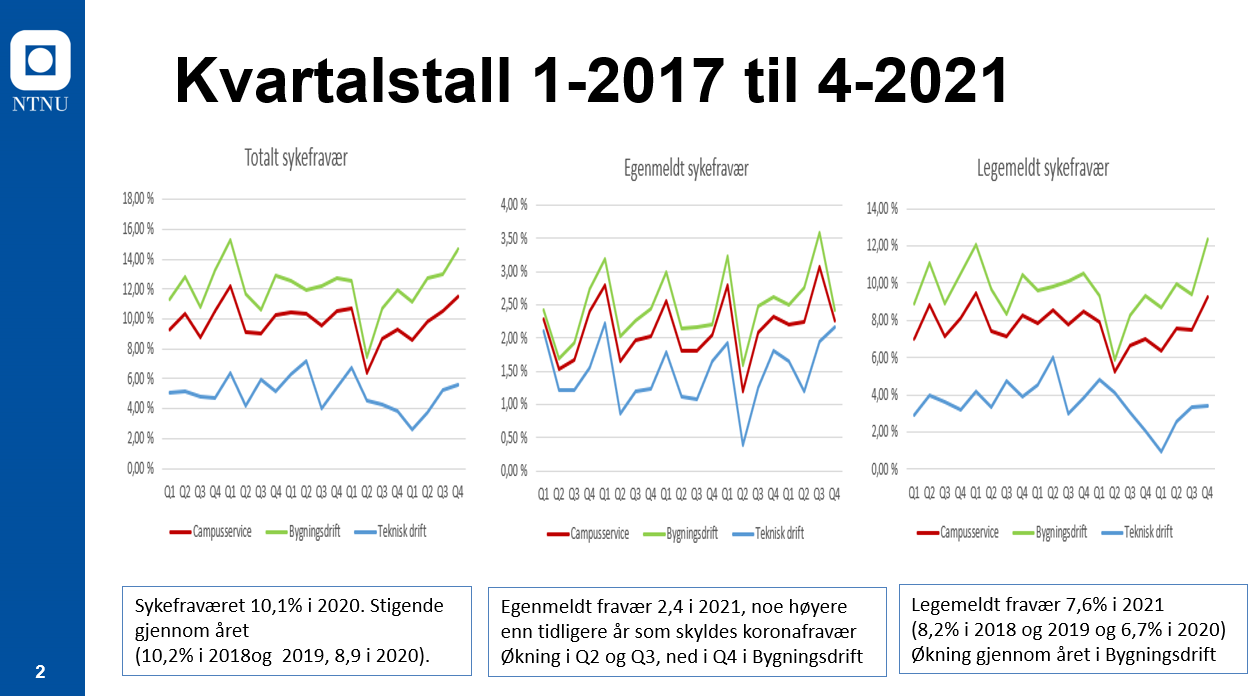 NTNU
Kvartalstall 1-2017 til 4-2021
Totalt sykefravær
18,00 %
16,00 %
14,00 %
12,00 %
10,00 %
8,00 %
6,00 %
4,00 %
2,00 %
0,00 %
Q1 Q2 Q3 Q4 Q1 Q2 Q3 Q4 Q1 Q2 Q3 Q4 Q1 Q2 Q3 Q4 Q1 Q2 Q3 Q4
Campusservice Bygningsdrift Teknisk drift
Egenmeldt sykefravær
4,00 %
3,50 %
3,00 %
2,50 %
2,00 %
1,50 %
1,00 %
0,50 %
0,00 %
Q1 Q2 Q3 Q4 Q1 Q2 Q3 Q4 Q1 Q2 Q3 Q4 Q1 Q2 Q3 Q4 Q1 Q2 Q3 Q4
Campusservice Bygningsdrift Teknisk drift
Legemeldt sykefravær
14,00 %
12,00 %
10,00 %
8,00 %
6,00 %
4,00 %
2,00 %
0,00 %
Q1 Q2 Q3 Q4 Q1 Q2 Q3 Q4 Q1 Q2 Q3 Q4 Q1 Q2 Q3 Q4 Q1 Q2 Q3 Q4
Campusservice Bygningsdrift Teknisk drift
Sykefraværet 10,1% i 2020. Stigende
gjennom året
(10,2% i 2018og 2019, 8,9 i 2020).
Egenmeldt fravær 2,4 i 2021, noe høyere
enn tidligere år som skyldes koronafravær
Økning i Q2 og Q3, ned i Q4 i Bygningsdrift
Legemeldt fravær 7,6% i 2021
(8,2% i 2018 og 2019 og 6,7% i 2020)
Økning gjennom året i Bygningsdrift
2